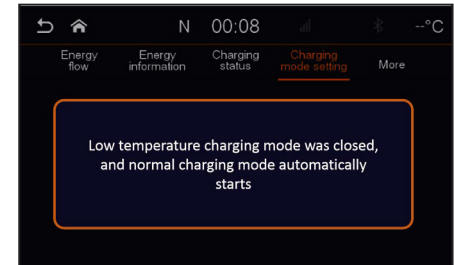 N 00:08 --°C
Energy flow Energy information Charging status Charging mode setting More
Low temperature charging mode was closed,
and normal charging mode automatically
starts